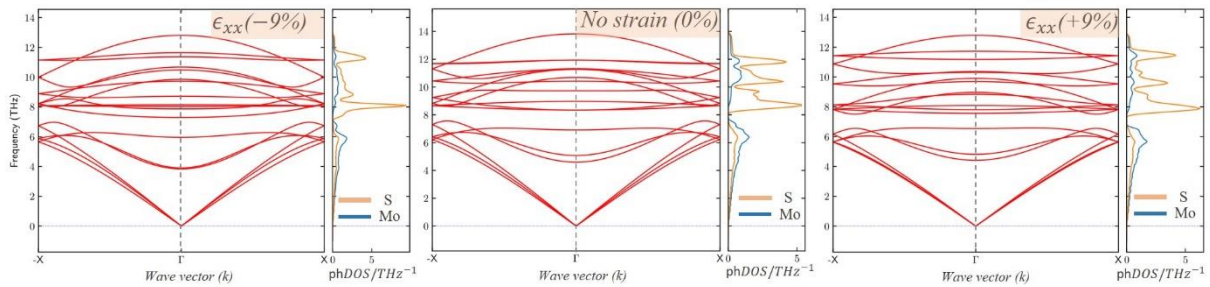 ϵxx(−9%)
14
12
10
8
6
4
2
0
Frequency (THz)
S
Mo
-X
Γ
X
0
5
Wave vector (k)
phDOS/THz⁻¹
No strain (0%)
14
12
10
8
6
4
2
0
S
Mo
-X
Γ
X
0
5
Wave vector (k)
phDOS/THz⁻¹
ϵxx(+9%)
14
12
10
8
6
4
2
0
S
Mo
-X
Γ
X
0
5
Wave vector (k)
phDOS/THz⁻¹